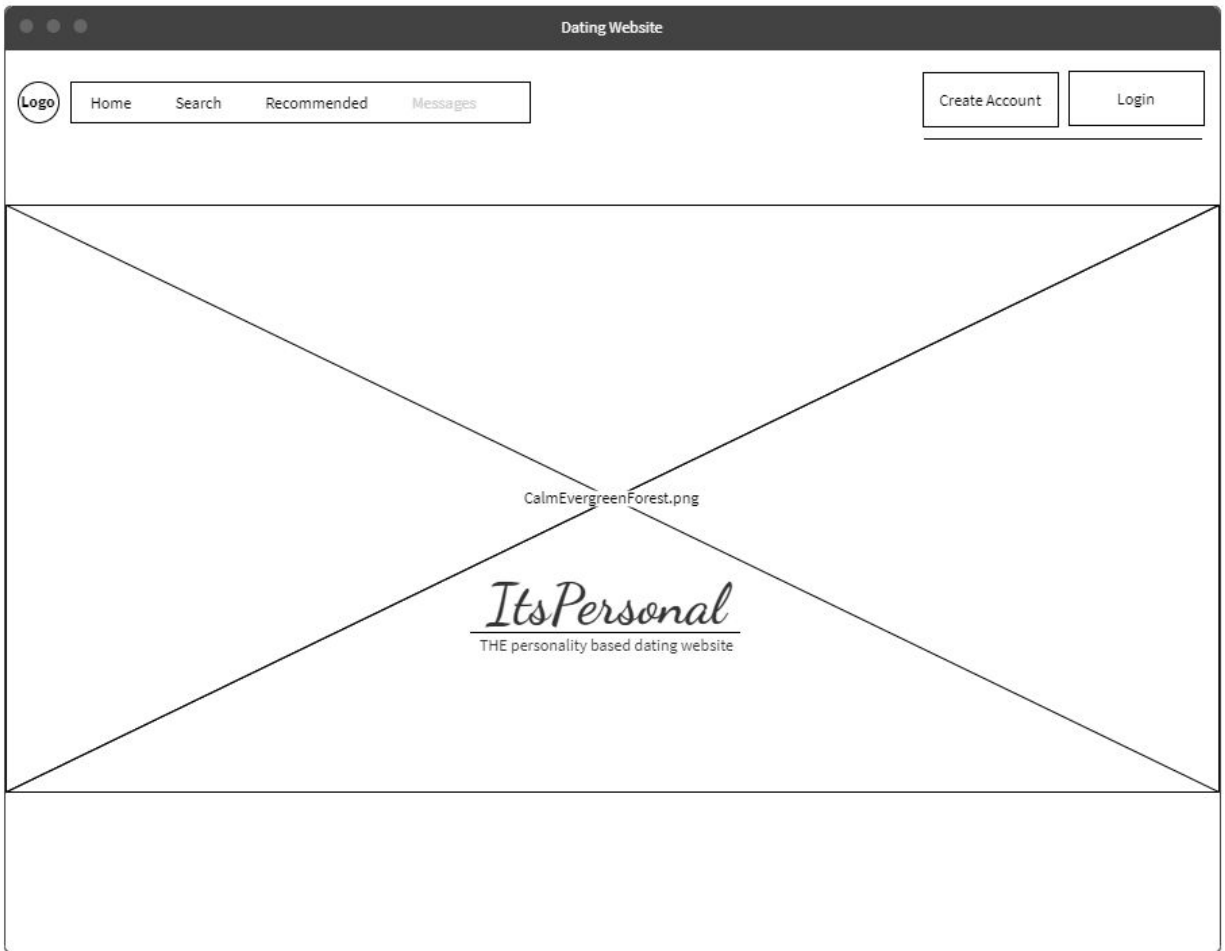 Dating Website
Logo Home Search Recommended Messages Create Account Login
CalmEvergreenForest.png
ItsPersonal
THE personality based dating website